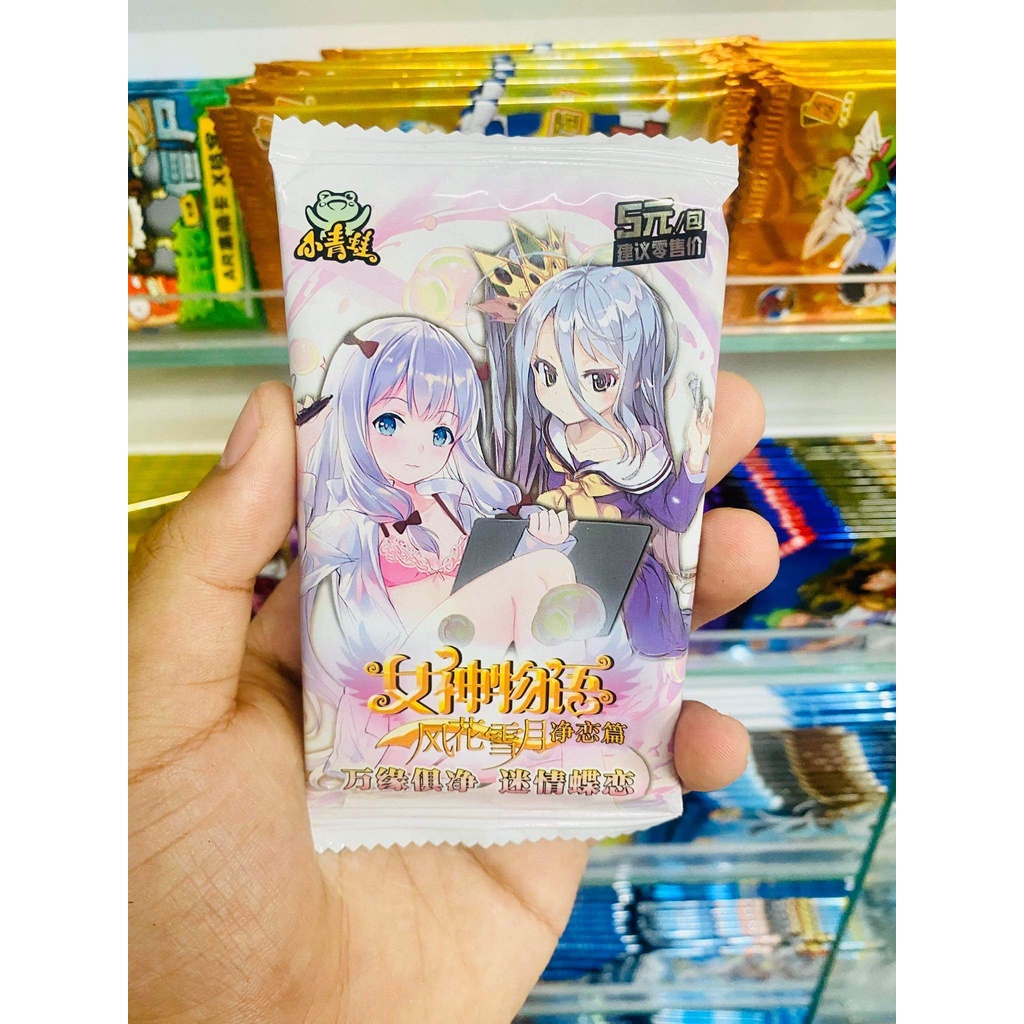 小青蛙
5元/包
建议零售价
女神物语
风花雪月净恋篇
万缘俱净 迷情蝶恋